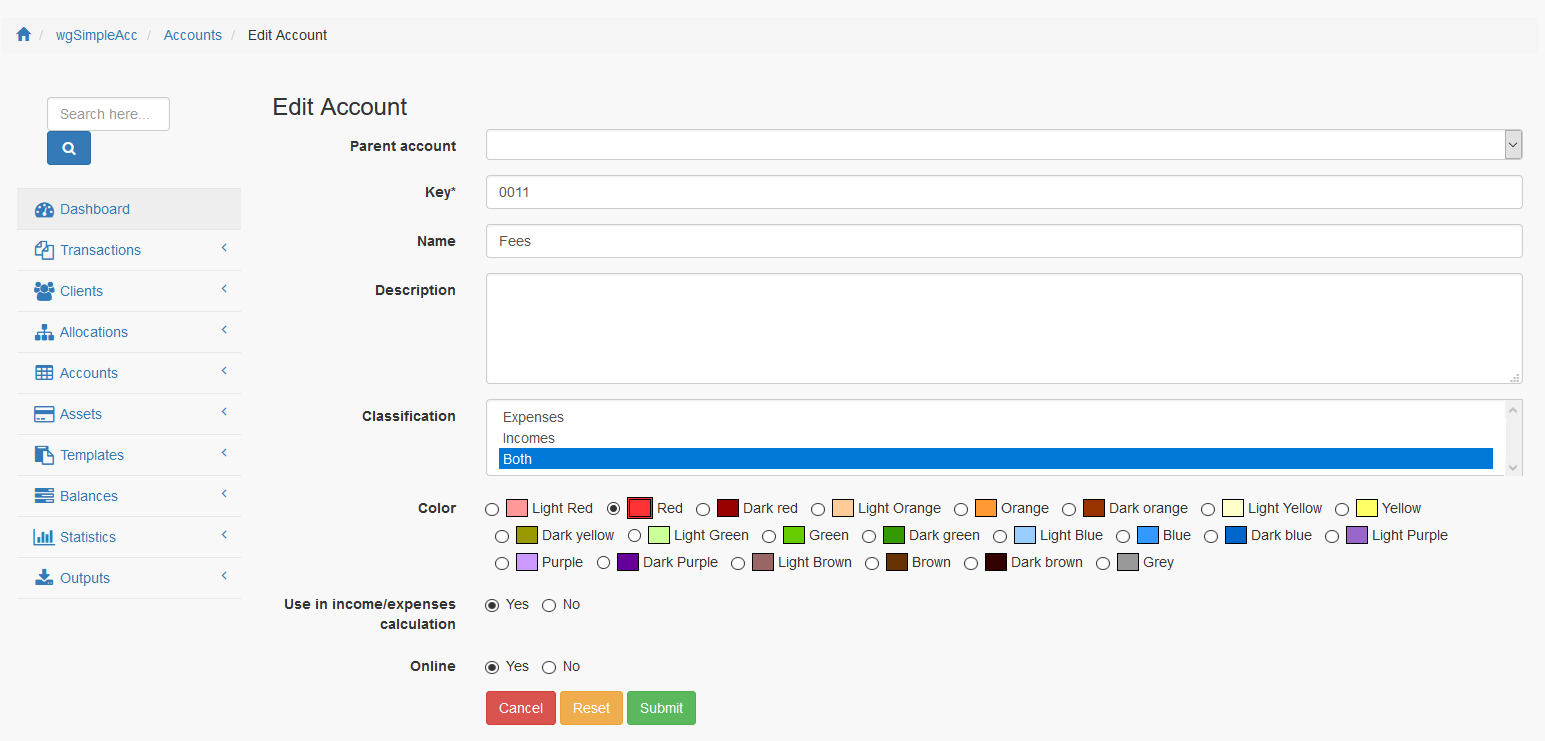 / wgSimpleAcc / Accounts / Edit Account
Search here...
Dashboard
Transactions
Clients
Allocations
Accounts
Assets
Templates
Balances
Statistics
Outputs
Edit Account
Parent account
Key* 0011
Name Fees
Description
Classification Expenses
Incomes
Both
Color Light Red Red Dark red Light Orange Orange Dark orange Light Yellow Yellow
Dark yellow Light Green Green Dark green Light Blue Blue Dark blue Light Purple
Purple Dark Purple Light Brown Brown Dark brown Grey
Use in income/expenses
calculation Yes No
Online Yes No
Cancel Reset Submit